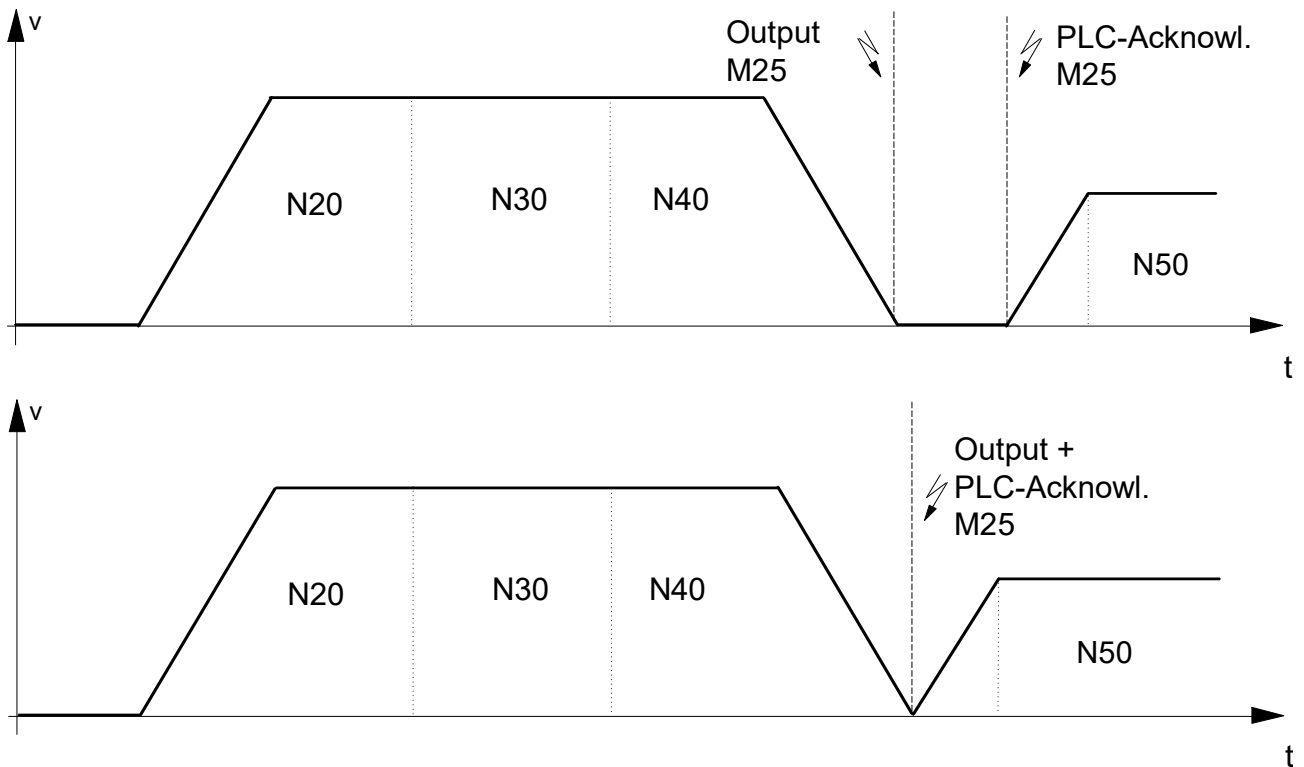 v
Output
M25
PLC-Acknowl.
M25
N20
N30
N40
N50
t
v
Output +
PLC-Acknowl.
M25
N20
N30
N40
N50
t